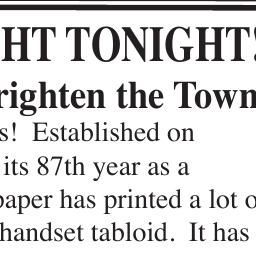 HT TONIGHT!
righten the Town
s! Established on
its 87th year as a
paper has printed a lot o
handset tabloid. It has